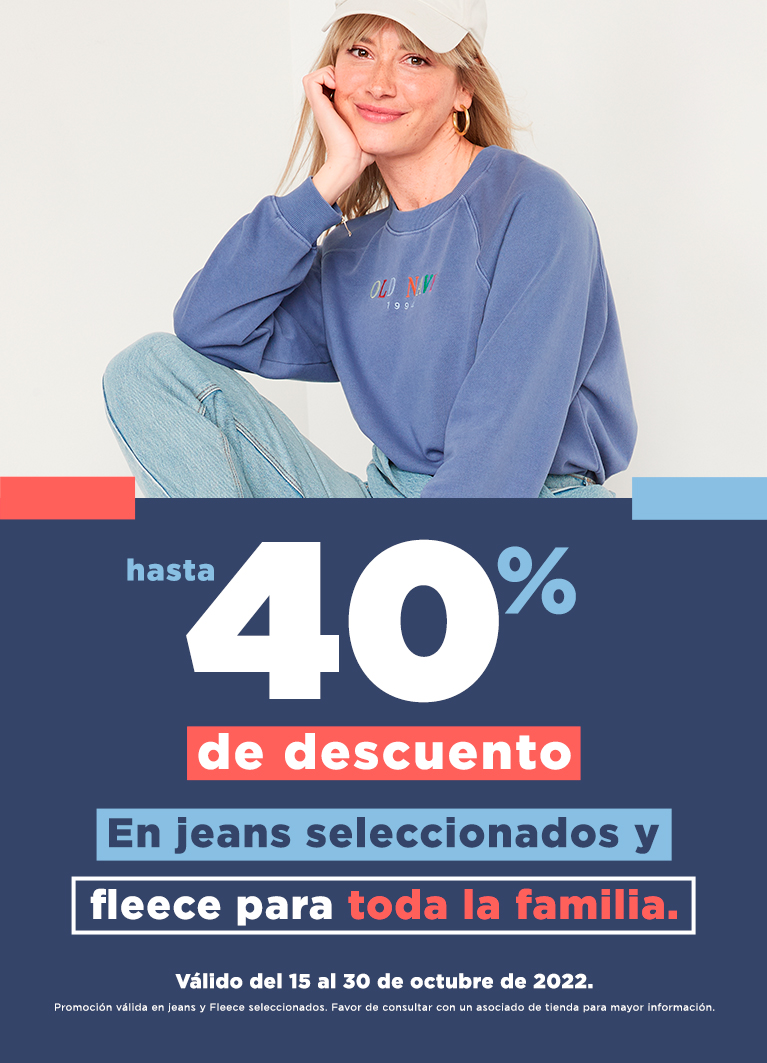 OLD NAVY
1994
hasta 40%
de descuento
En jeans seleccionados y
fleece para toda la familia.
Válido del 15 al 30 de octubre de 2022.
Promoción válida en jeans y Fleece seleccionados. Favor de consultar con un asociado de tienda para mayor información.